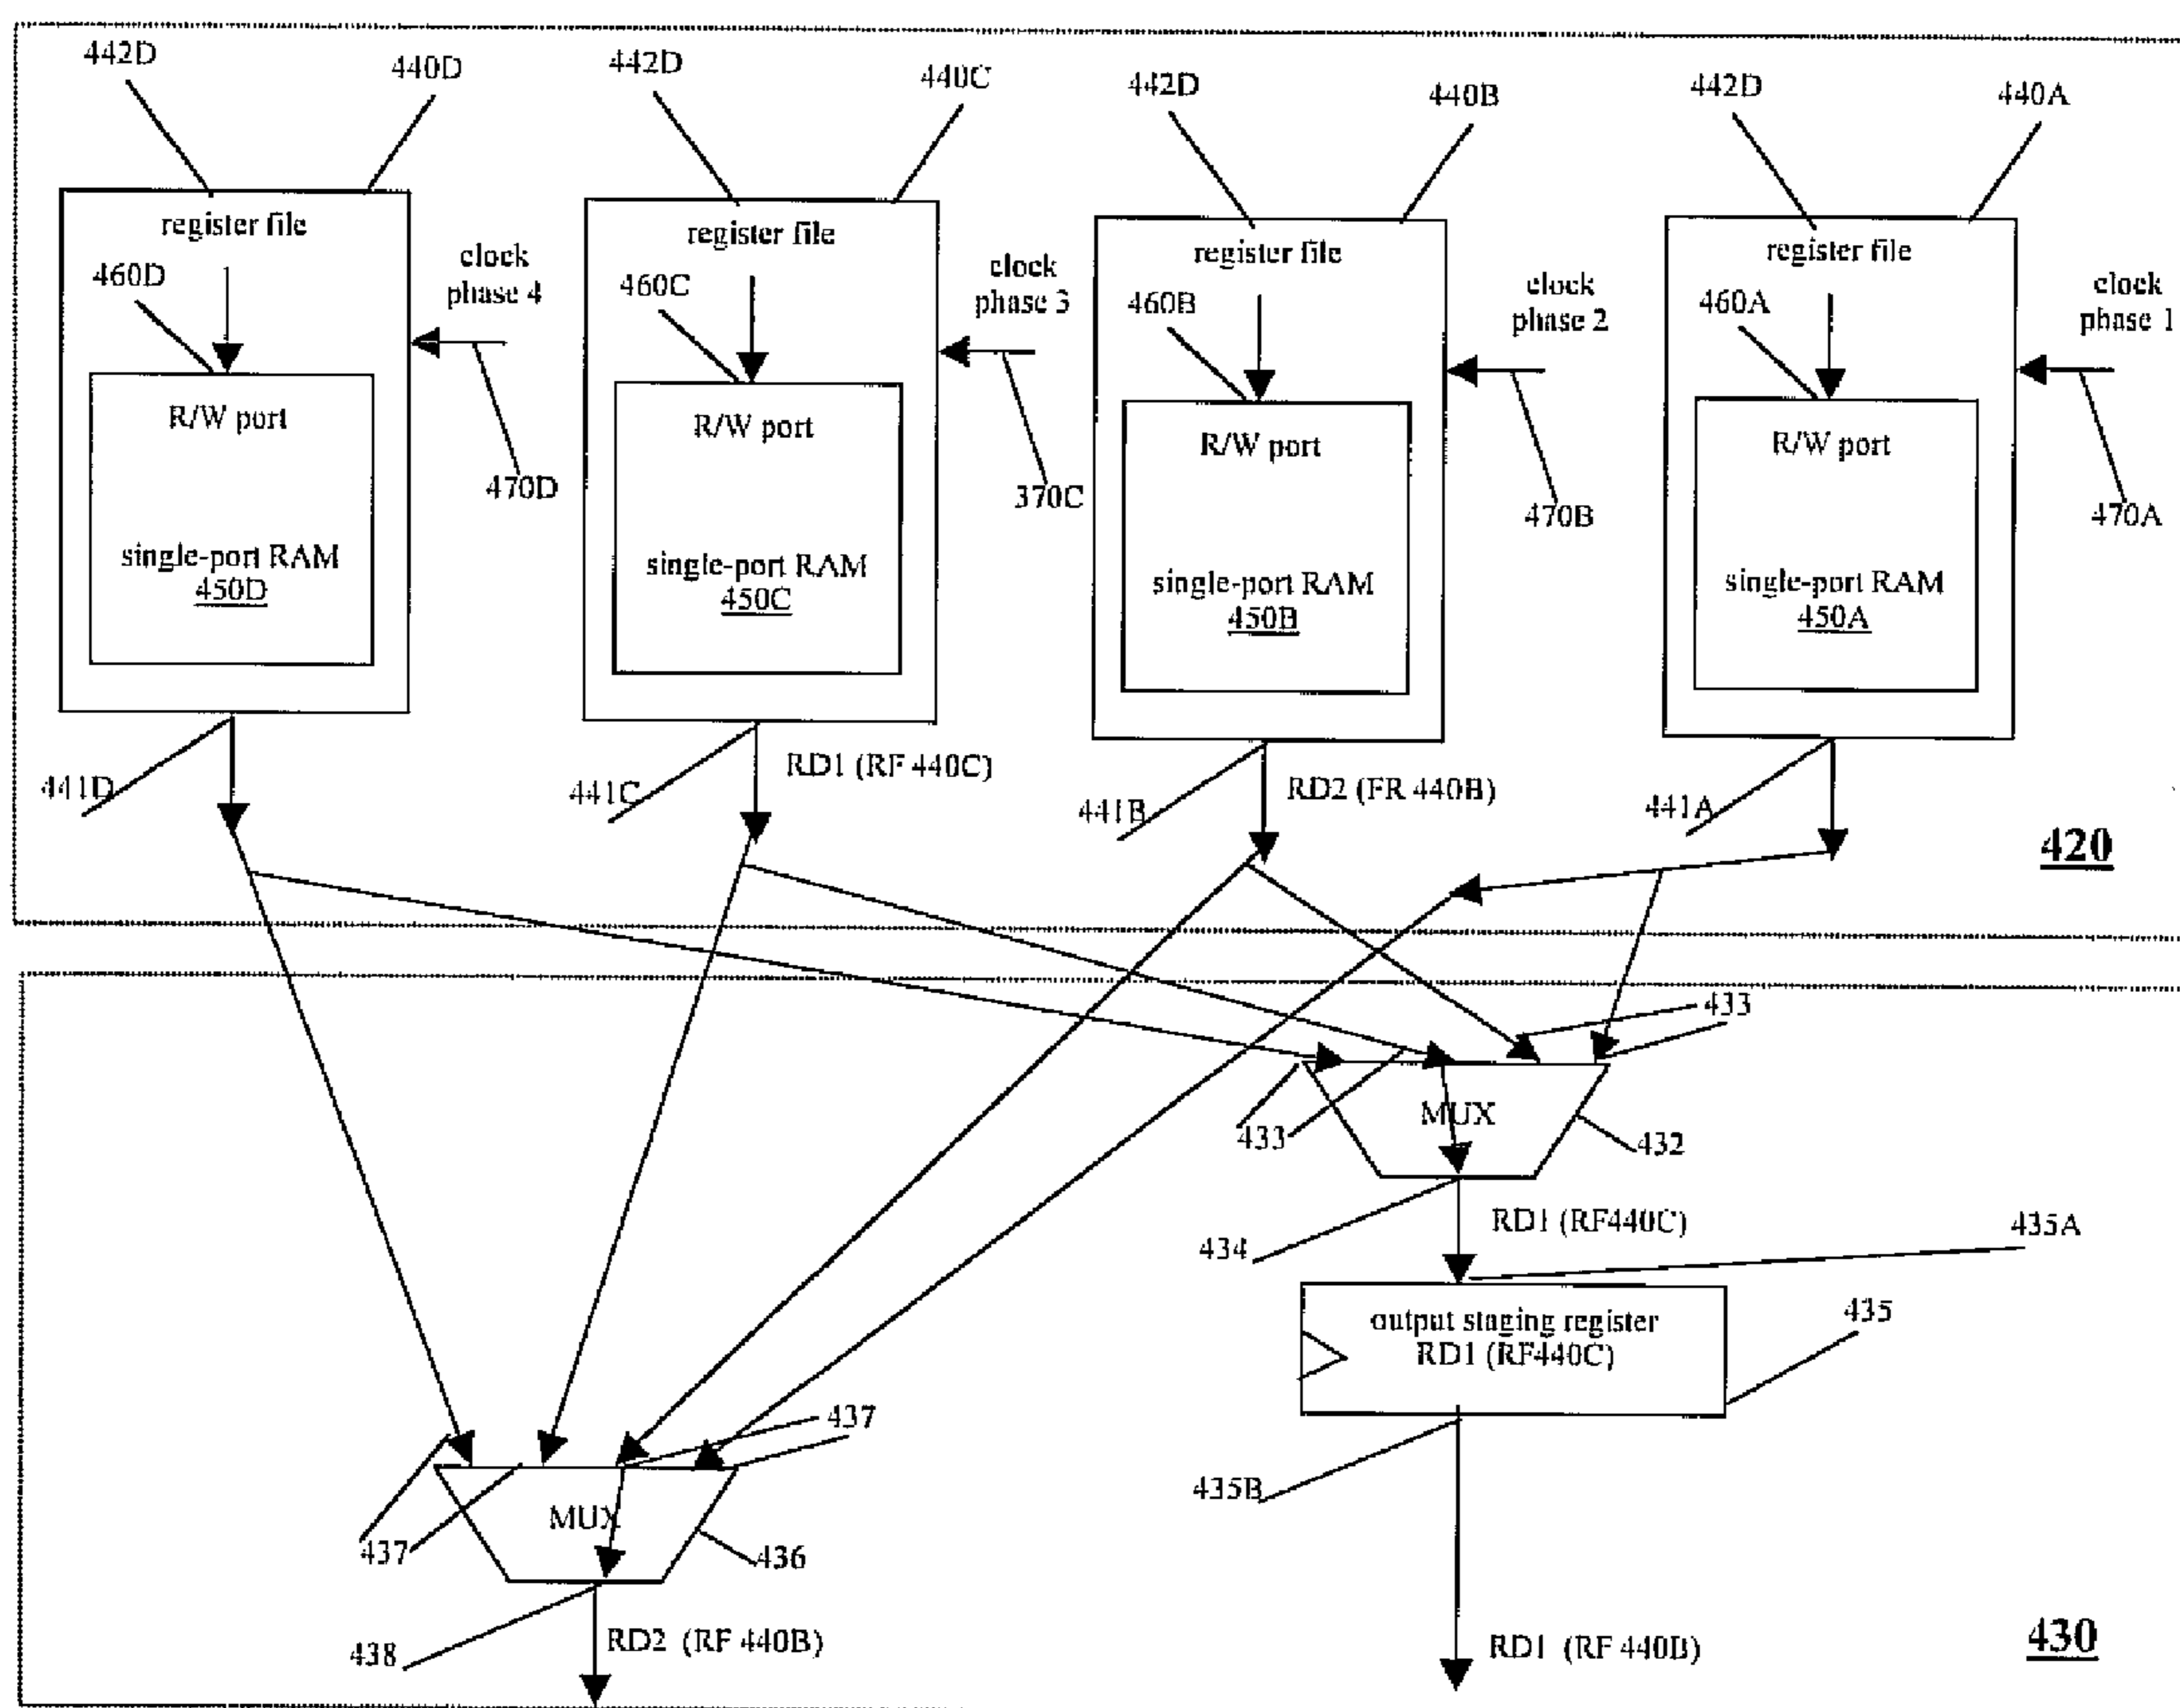 442D
440D
442D
440C
442D
440B
442D
440A
register file
460D
clock
phase 4
R/W port
470D
single-port RAM
450D
441D
register file
460C
clock
phase 3
R/W port
370C
single-port RAM
450C
441C
RD1 (RF 440C)
register file
460B
clock
phase 2
R/W port
470B
single-port RAM
450B
441B
RD2 (FR 440B)
register file
460A
clock
phase 1
R/W port
470A
single-port RAM
450A
441A
420
433
MUX
433
432
434
RD1 (RF440C)
435A
output staging register
RD1 (RF440C)
435
435B
437
MUX
437
436
438
RD2 (RF 440B)
RD1 (RF 440B)
430